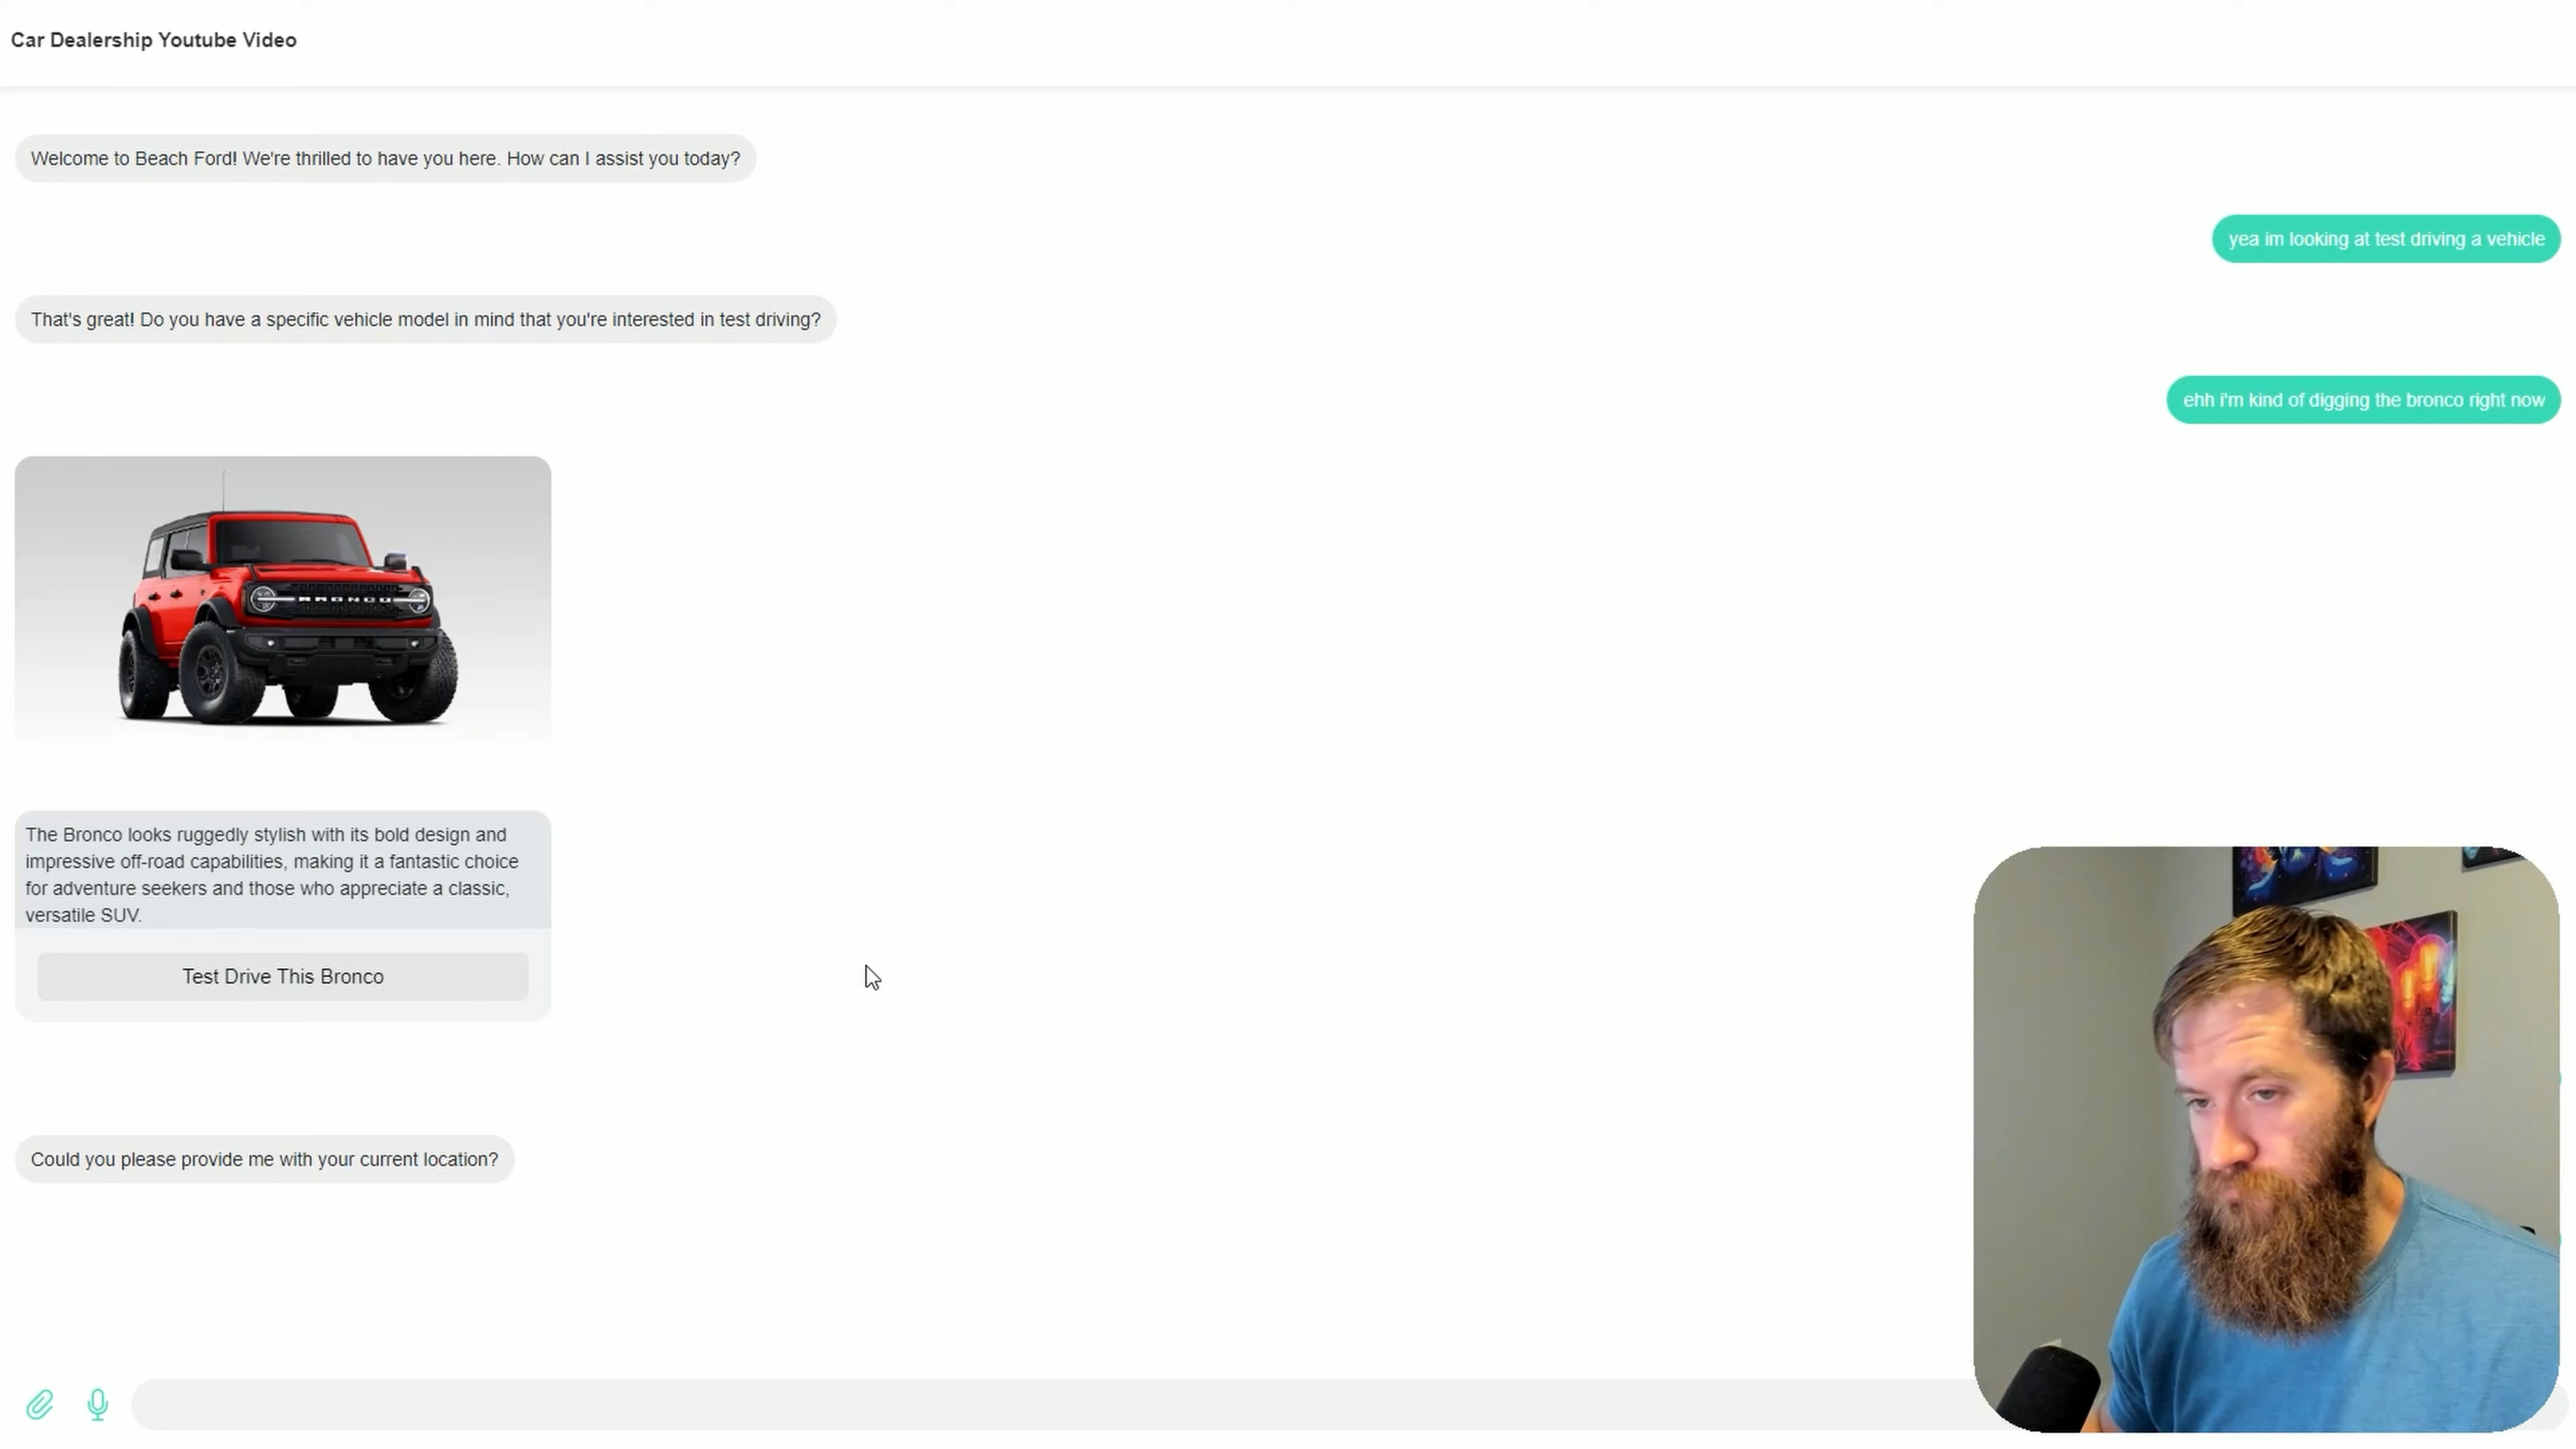 Car Dealership Youtube Video
Welcome to Beach Ford! We're thrilled to have you here. How can I assist you today?
yea im looking at test driving a vehicle
That's great! Do you have a specific vehicle model in mind that you're interested in test driving?
ehh i'm kind of digging the bronco right now
BRONCO
The Bronco looks ruggedly stylish with its bold design and
impressive off-road capabilities, making it a fantastic choice
for adventure seekers and those who appreciate a classic,
versatile SUV.
Test Drive This Bronco
Could you please provide me with your current location?